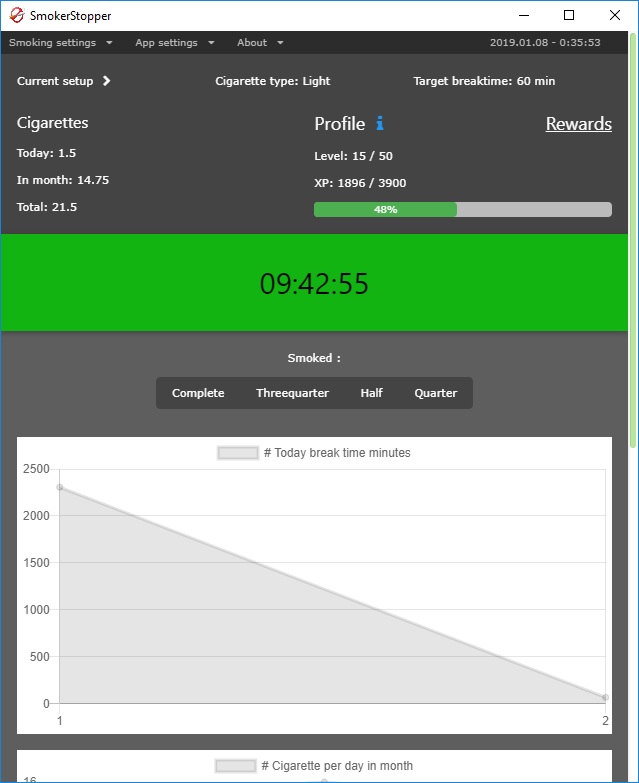 SmokerStopper
Smoking settings App settings About 2019.01.08 - 0:35:53
Current setup Cigarette type: Light Target breaktime: 60 min
Cigarettes
Today: 1.5
In month: 14.75
Total: 21.5
Profile Rewards
Level: 15 / 50
XP: 1896 / 3900
48%
09:42:55
Smoked :
Complete Threequarter Half Quarter
# Today break time minutes
2500
2000
1500
1000
500
0
1 2
# Cigarette per day in month
16